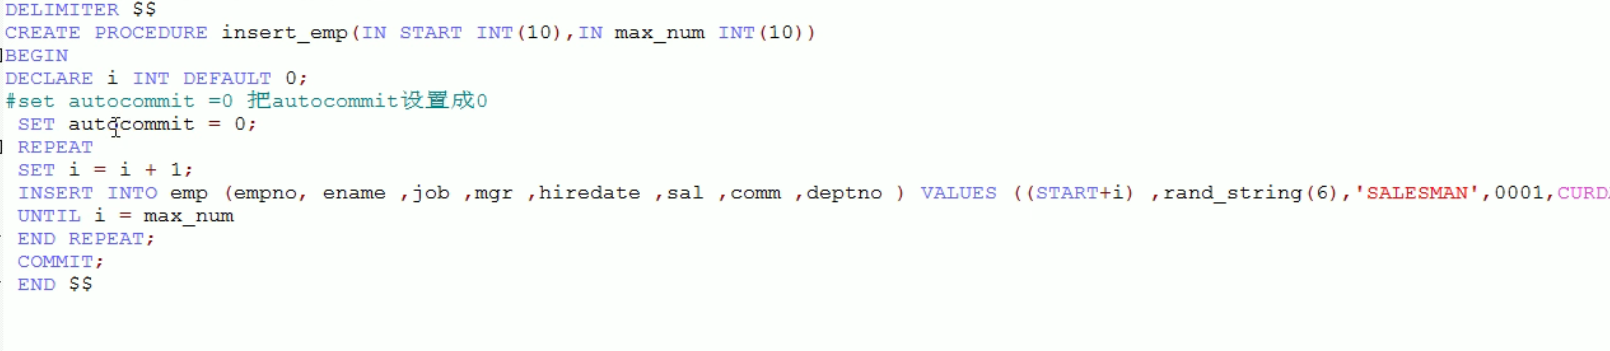 DELIMITER $$
CREATE PROCEDURE insert_emp(IN START INT(10),IN max_num INT(10))
BEGIN
DECLARE i INT DEFAULT 0;
#set autocommit =0 把autocommit设置成0
SET autocommit = 0;
REPEAT
SET i = i + 1;
INSERT INTO emp (empno, ename ,job ,mgr ,hiredate ,sal ,comm ,deptno ) VALUES ((START+i) ,rand_string(6),'SALESMAN',0001,CURD
UNTIL i = max_num
END REPEAT;
COMMIT;
END $$